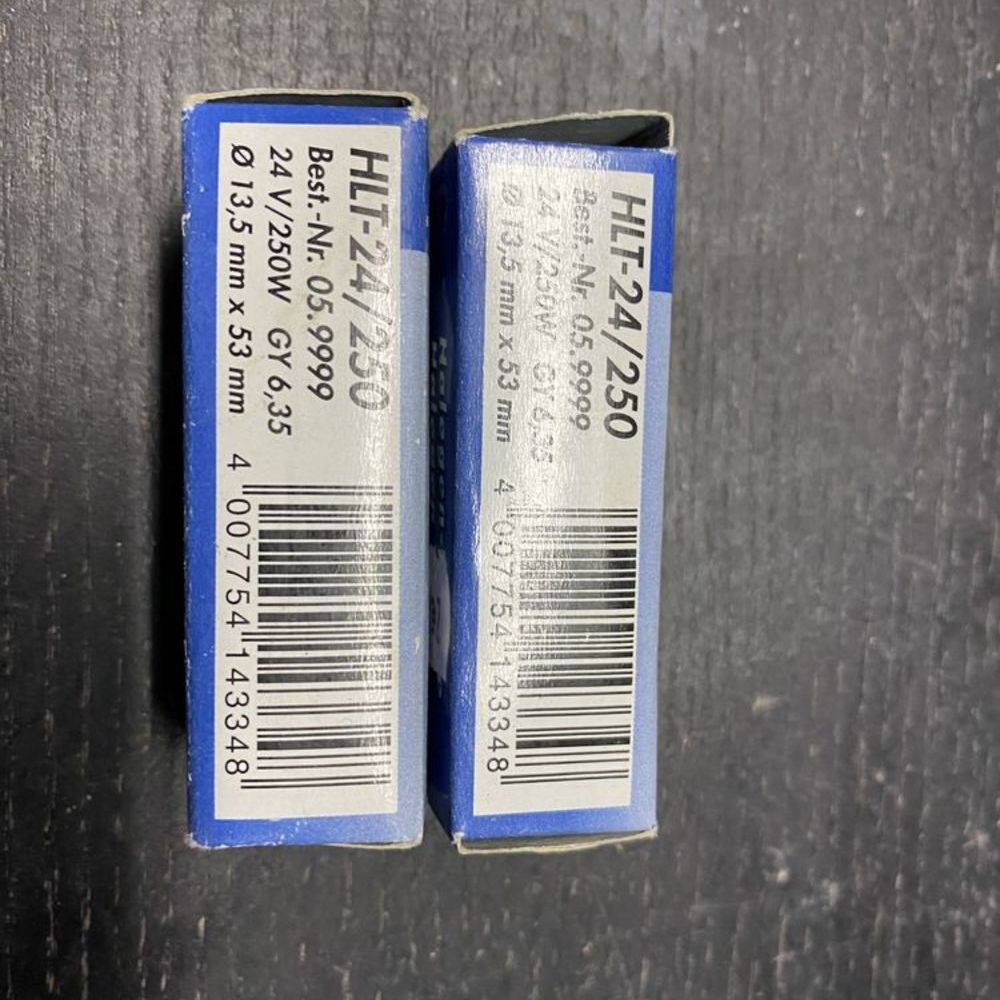 HLT-24/250
Best.-Nr. 05.9999
24 V/250W GY 6,35
Ø 13,5 mm x 53 mm
4 007754 143348
HLT-24/250
Best.-Nr. 05.9999
24 V/250W GY 6,35
Ø 13,5 mm x 53 mm
4 007754 143348